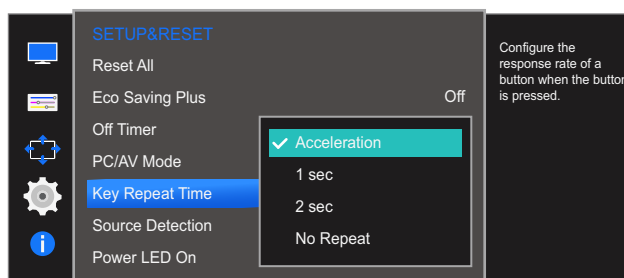 SETUP&RESET
Reset All
Eco Saving Plus Off
Off Timer
PC/AV Mode
Key Repeat Time
Source Detection
Power LED On
Acceleration
1 sec
2 sec
No Repeat
Configure the
response rate of a
button when the button
is pressed.